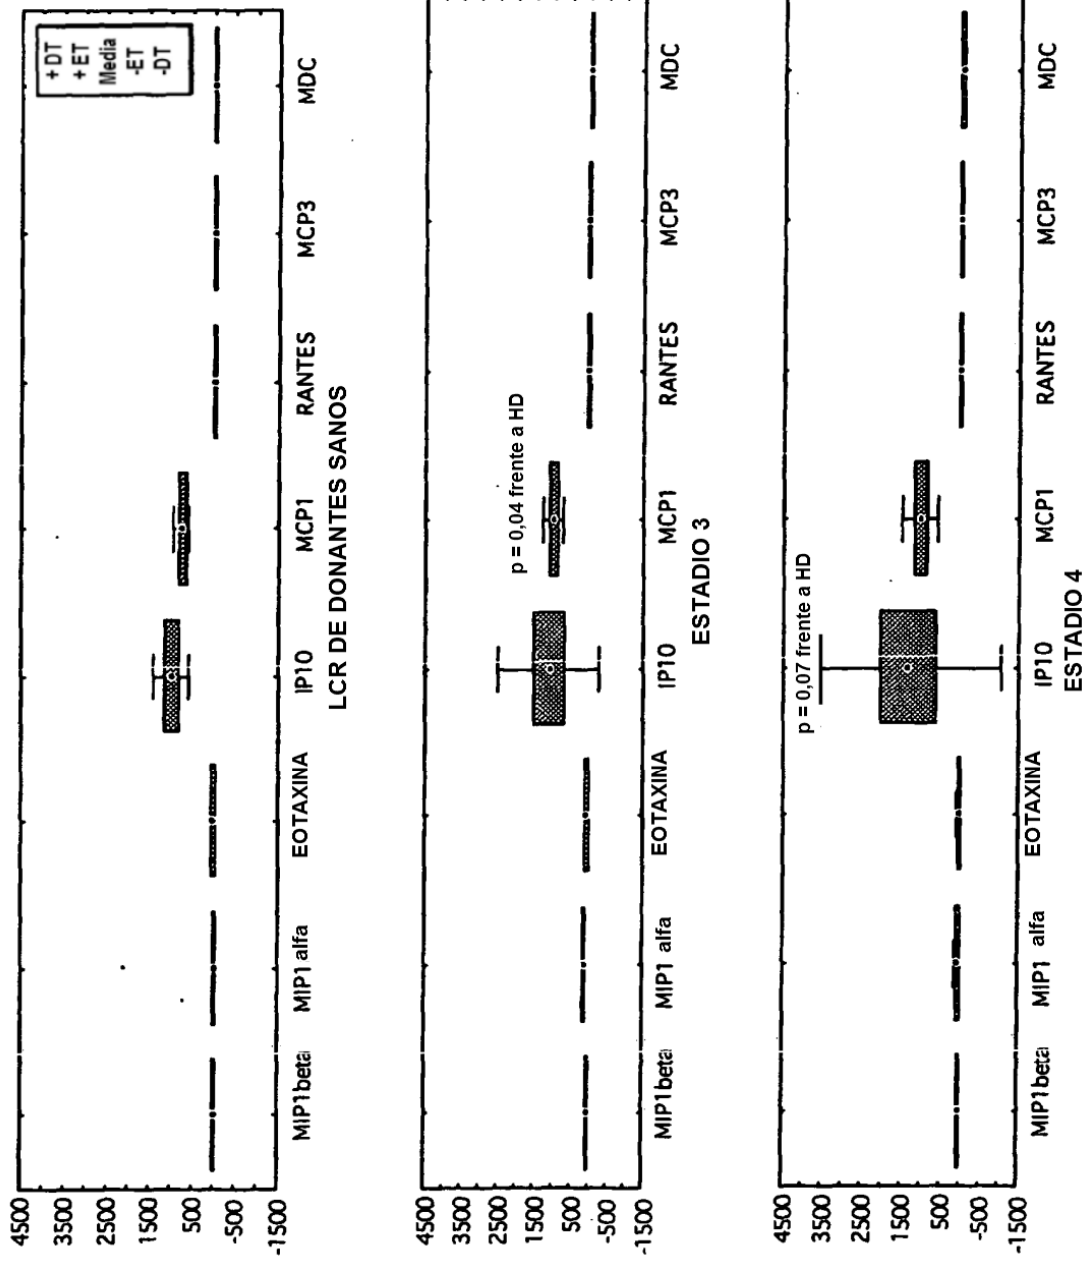 + DT
+ ET
Media
-ET
-DT
4500
3500
2500
1500
500
-500
-1500
MIP1beta MIP1 alfa EOTAXINA IP10 MCP1 RANTES MCP3 MDC
LCR DE DONANTES SANOS
p = 0,04 frente a HD
4500
3500
2500
1500
500
-500
-1500
MIP1beta MIP1 alfa EOTAXINA IP10 MCP1 RANTES MCP3 MDC
ESTADIO 3
p = 0,07 frente a HD
4500
3500
2500
1500
500
-500
-1500
MIP1beta MIP1 alfa EOTAXINA IP10 MCP1 RANTES MCP3 MDC
ESTADIO 4